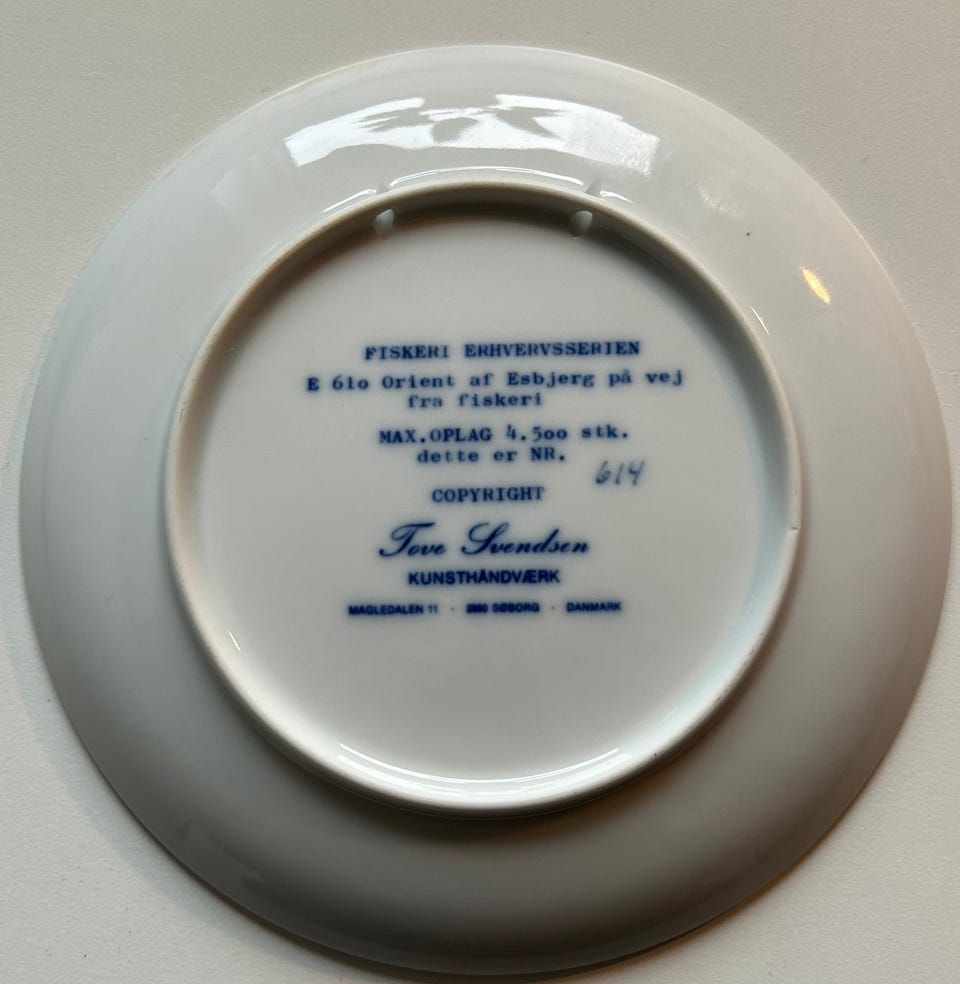 FISKERI ERHVERVSSERIEN
E 61o Orient af Esbjerg på vej
fra fiskeri
MAX.OPLAG 4.5oo stk.
dette er NR.
614
COPYRIGHT
Tove Svendsen
KUNSTHÅNDVÆRK
MAGLEDALEN 11 · 2860 SØBORG · DANMARK